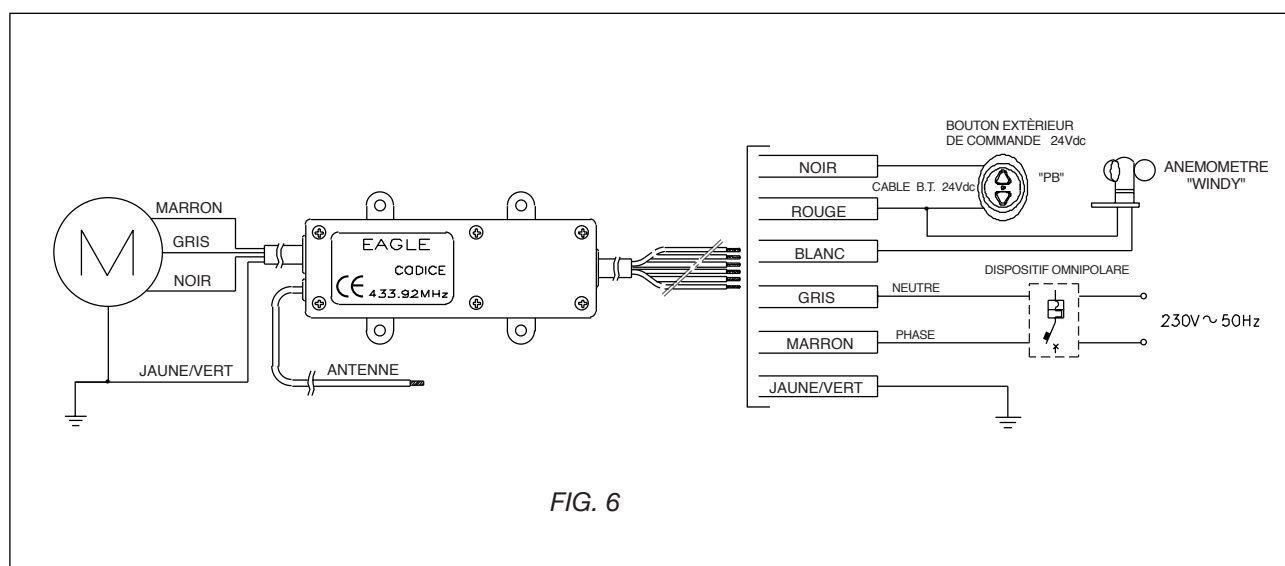 MARRON
GRIS
NOIR
M
JAUNE/VERT
EAGLE
CODICE
CE 433.92MHz
ANTENNE
BOUTON EXTÈRIEUR
DE COMMANDE 24Vdc
NOIR
CABLE B.T. 24Vdc
"PB"
ANEMOMETRE
"WINDY"
ROUGE
BLANC
DISPOSITIF OMNIPOLARE
GRIS
NEUTRE
230V~ 50Hz
MARRON
PHASE
JAUNE/VERT
FIG. 6